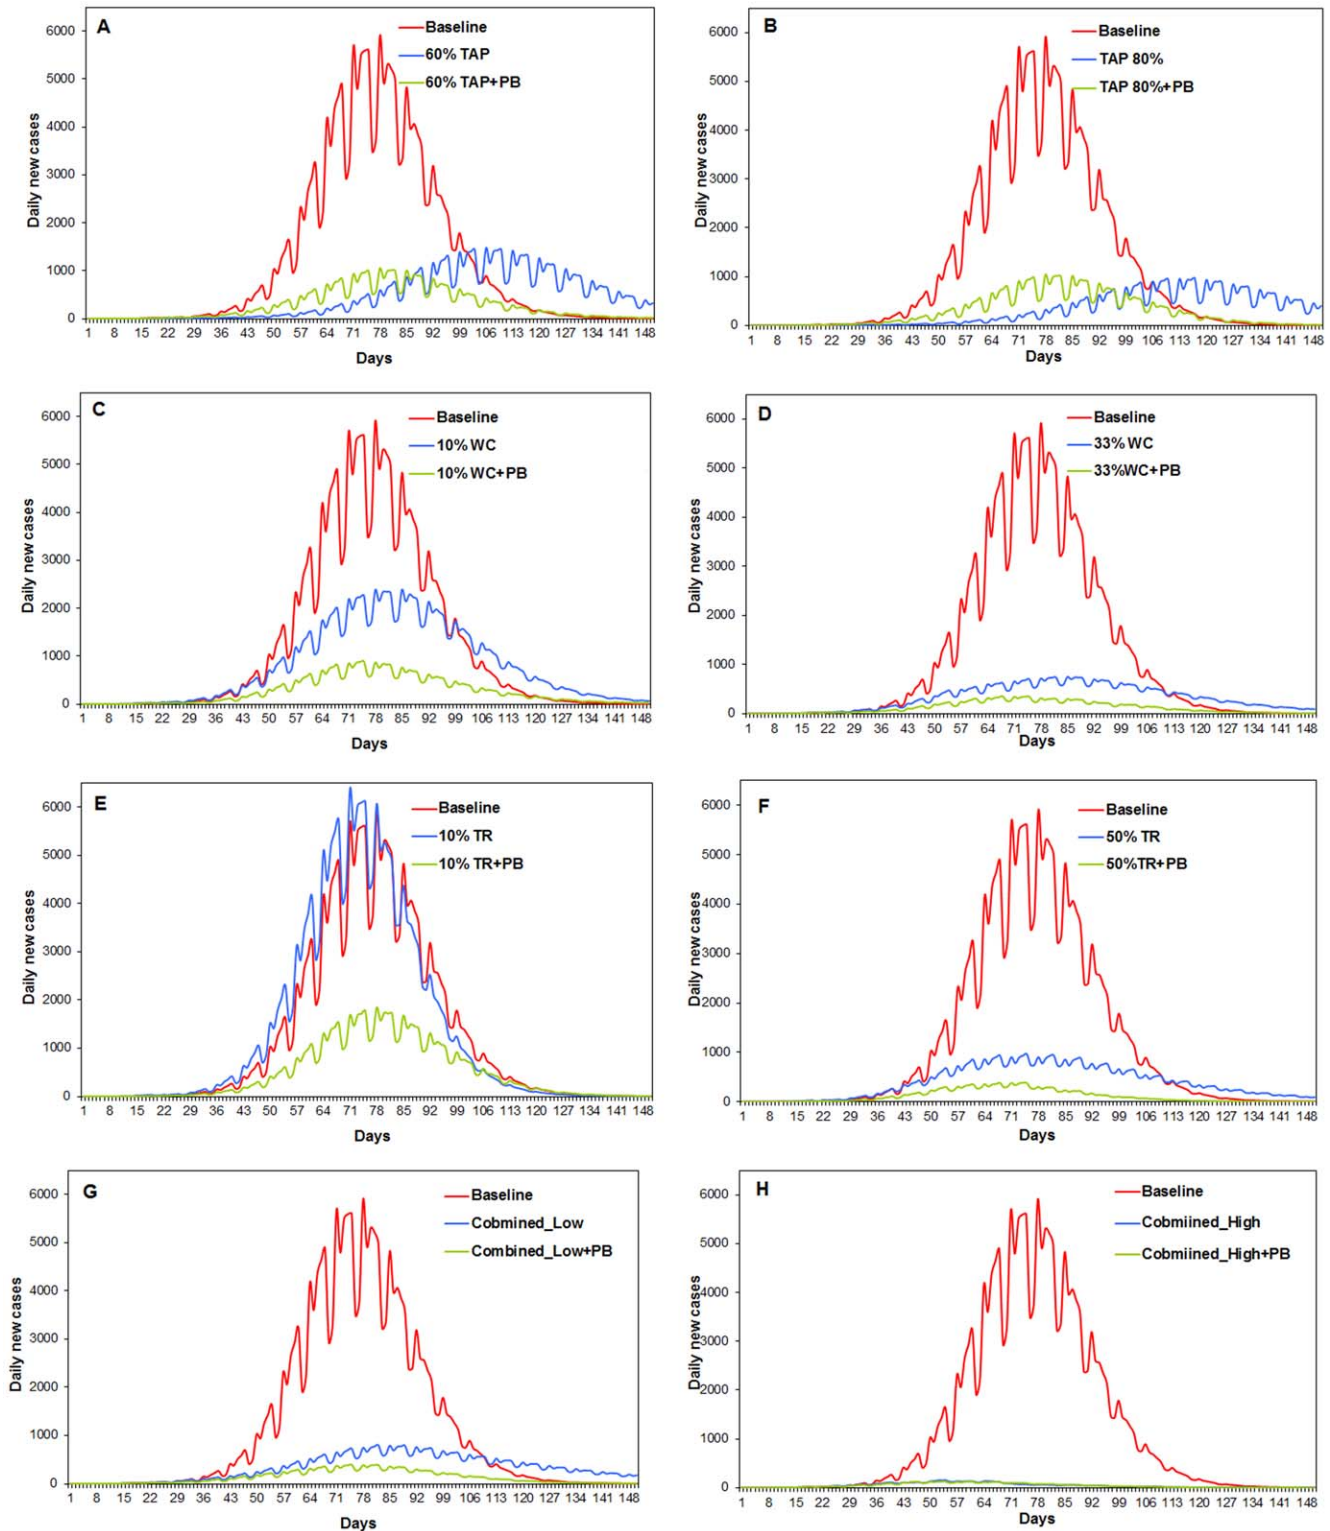 A
Baseline
60% TAP
60% TAP+PB
Daily new cases
6000
5000
4000
3000
2000
1000
0
1 8 15 22 29 36 43 50 57 64 71 78 85 92 99 106 113 120 127 134 141 148
Days
B
Baseline
TAP 80%
TAP 80%+PB
Daily new cases
6000
5000
4000
3000
2000
1000
0
1 8 15 22 29 36 43 50 57 64 71 78 85 92 99 106 113 120 127 134 141 148
Days
C
Baseline
10% WC
10% WC+PB
Daily new cases
6000
5000
4000
3000
2000
1000
0
1 8 15 22 29 36 43 50 57 64 71 78 85 92 99 106 113 120 127 134 141 148
Days
D
Baseline
33% WC
33%WC+PB
Daily new cases
6000
5000
4000
3000
2000
1000
0
1 8 15 22 29 36 43 50 57 64 71 78 85 92 99 106 113 120 127 134 141 148
Days
E
Baseline
10% TR
10% TR+PB
Daily new cases
6000
5000
4000
3000
2000
1000
0
1 8 15 22 29 36 43 50 57 64 71 78 85 92 99 106 113 120 127 134 141 148
Days
F
Baseline
50% TR
50%TR+PB
Daily new cases
6000
5000
4000
3000
2000
1000
0
1 8 15 22 29 36 43 50 57 64 71 78 85 92 99 106 113 120 127 134 141 148
Days
G
Baseline
Cobmined_Low
Combined_Low+PB
Daily new cases
6000
5000
4000
3000
2000
1000
0
1 8 15 22 29 36 43 50 57 64 71 78 85 92 99 106 113 120 127 134 141 148
Days
H
Baseline
Cobmiined_High
Cobmiined_High+PB
Daily new cases
6000
5000
4000
3000
2000
1000
0
1 8 15 22 29 36 43 50 57 64 71 78 85 92 99 106 113 120 127 134 141 148
Days